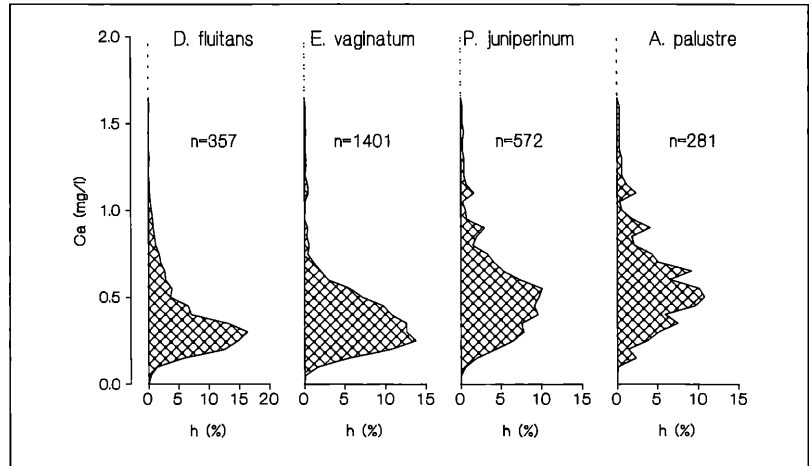 D. fluitans E. vaginatum P. juniperinum A. palustre
2.0
1.5
1.0
0.5
0.0
Ca (mg/l)
n=357 n=1401 n=572 n=281
0 5 10 15 20 0 5 10 15 0 5 10 15 0 5 10 15
h (%) h (%) h (%) h (%)